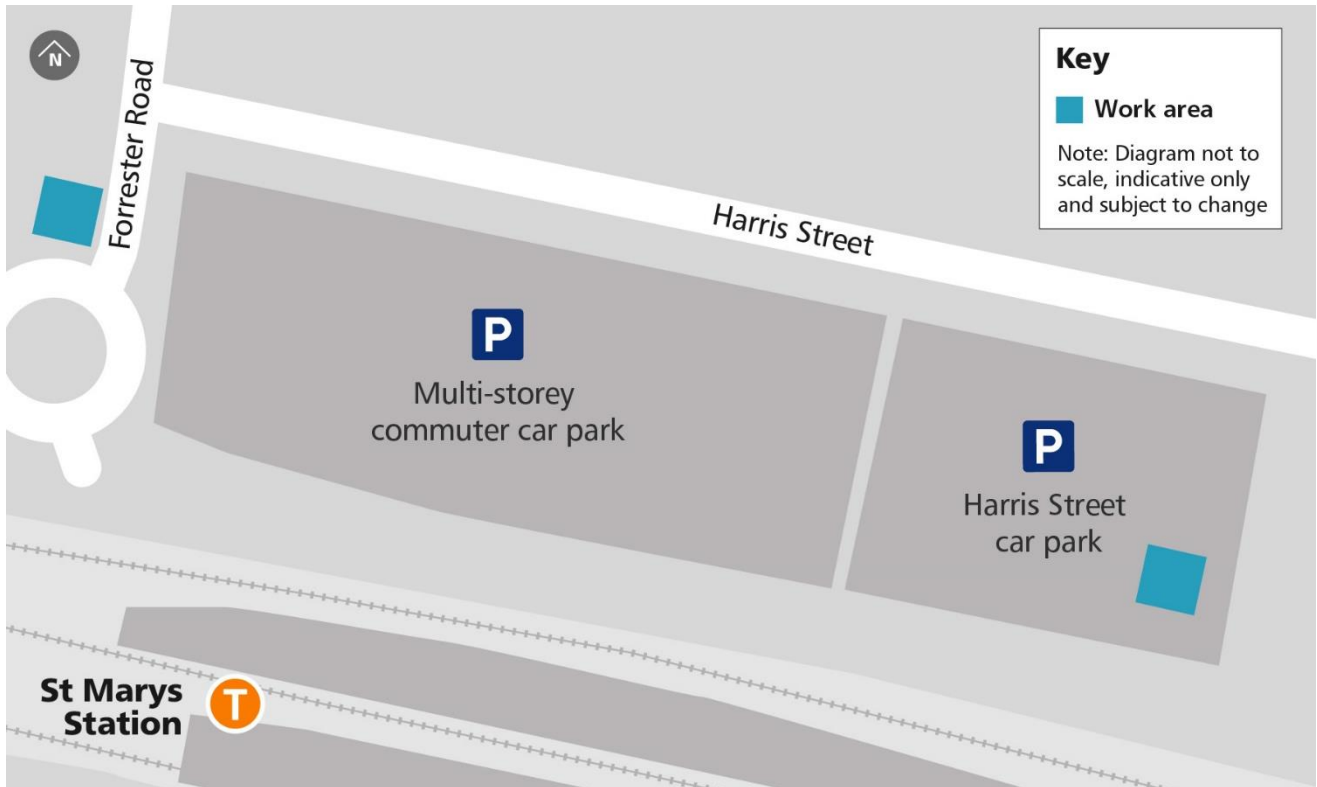 N
Forrester Road
Harris Street
Key
Work area
Note: Diagram not to
scale, indicative only
and subject to change
P
Multi-storey
commuter car park
P
Harris Street
car park
St Marys
Station
T